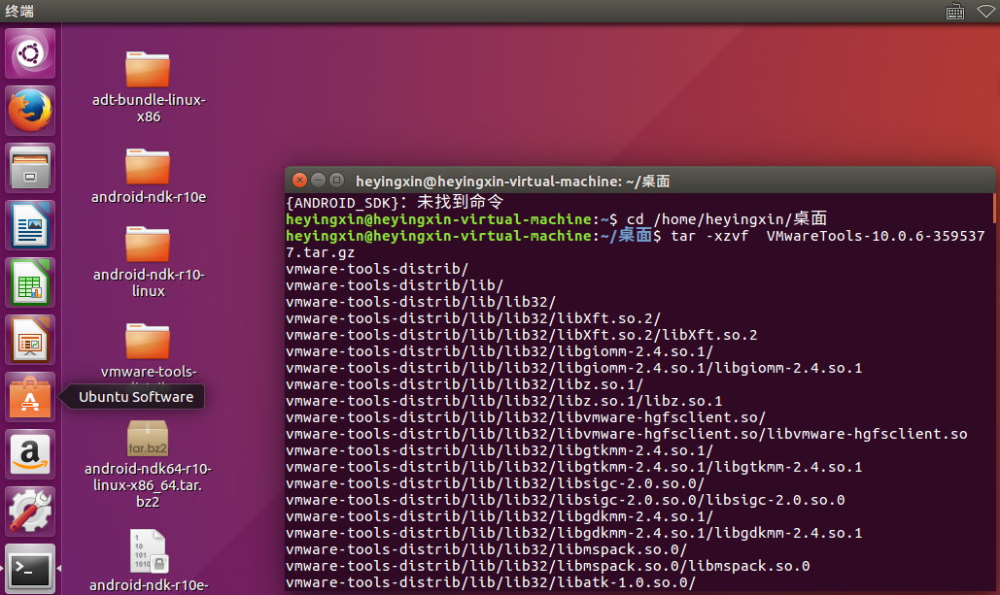 终端
adt-bundle-linux-
x86
android-ndk-r10e
android-ndk-r10-
linux
vmware-tools-
Ubuntu Software
tar.bz2
android-ndk64-r10-
linux-x86_64.tar.
bz2
1
10
101
1010
android-ndk-r10e-
heyingxin@heyingxin-virtual-machine: ~/桌面
{ANDROID_SDK}：未找到命令
heyingxin@heyingxin-virtual-machine:~$ cd /home/heyingxin/桌面
heyingxin@heyingxin-virtual-machine:~/桌面$ tar -xzvf  VMwareTools-10.0.6-359537
7.tar.gz
vmware-tools-distrib/
vmware-tools-distrib/lib/
vmware-tools-distrib/lib/lib32/
vmware-tools-distrib/lib/lib32/libXft.so.2/
vmware-tools-distrib/lib/lib32/libXft.so.2/libXft.so.2
vmware-tools-distrib/lib/lib32/libgiomm-2.4.so.1/
vmware-tools-distrib/lib/lib32/libgiomm-2.4.so.1/libgiomm-2.4.so.1
vmware-tools-distrib/lib/lib32/libz.so.1/
vmware-tools-distrib/lib/lib32/libz.so.1/libz.so.1
vmware-tools-distrib/lib/lib32/libvmware-hgfsclient.so/
vmware-tools-distrib/lib/lib32/libvmware-hgfsclient.so/libvmware-hgfsclient.so
vmware-tools-distrib/lib/lib32/libgtkmm-2.4.so.1/
vmware-tools-distrib/lib/lib32/libgtkmm-2.4.so.1/libgtkmm-2.4.so.1
vmware-tools-distrib/lib/lib32/libsigc-2.0.so.0/
vmware-tools-distrib/lib/lib32/libsigc-2.0.so.0/libsigc-2.0.so.0
vmware-tools-distrib/lib/lib32/libgdkmm-2.4.so.1/
vmware-tools-distrib/lib/lib32/libgdkmm-2.4.so.1/libgdkmm-2.4.so.1
vmware-tools-distrib/lib/lib32/libmspack.so.0/
vmware-tools-distrib/lib/lib32/libmspack.so.0/libmspack.so.0
vmware-tools-distrib/lib/lib32/libatk-1.0.so.0/